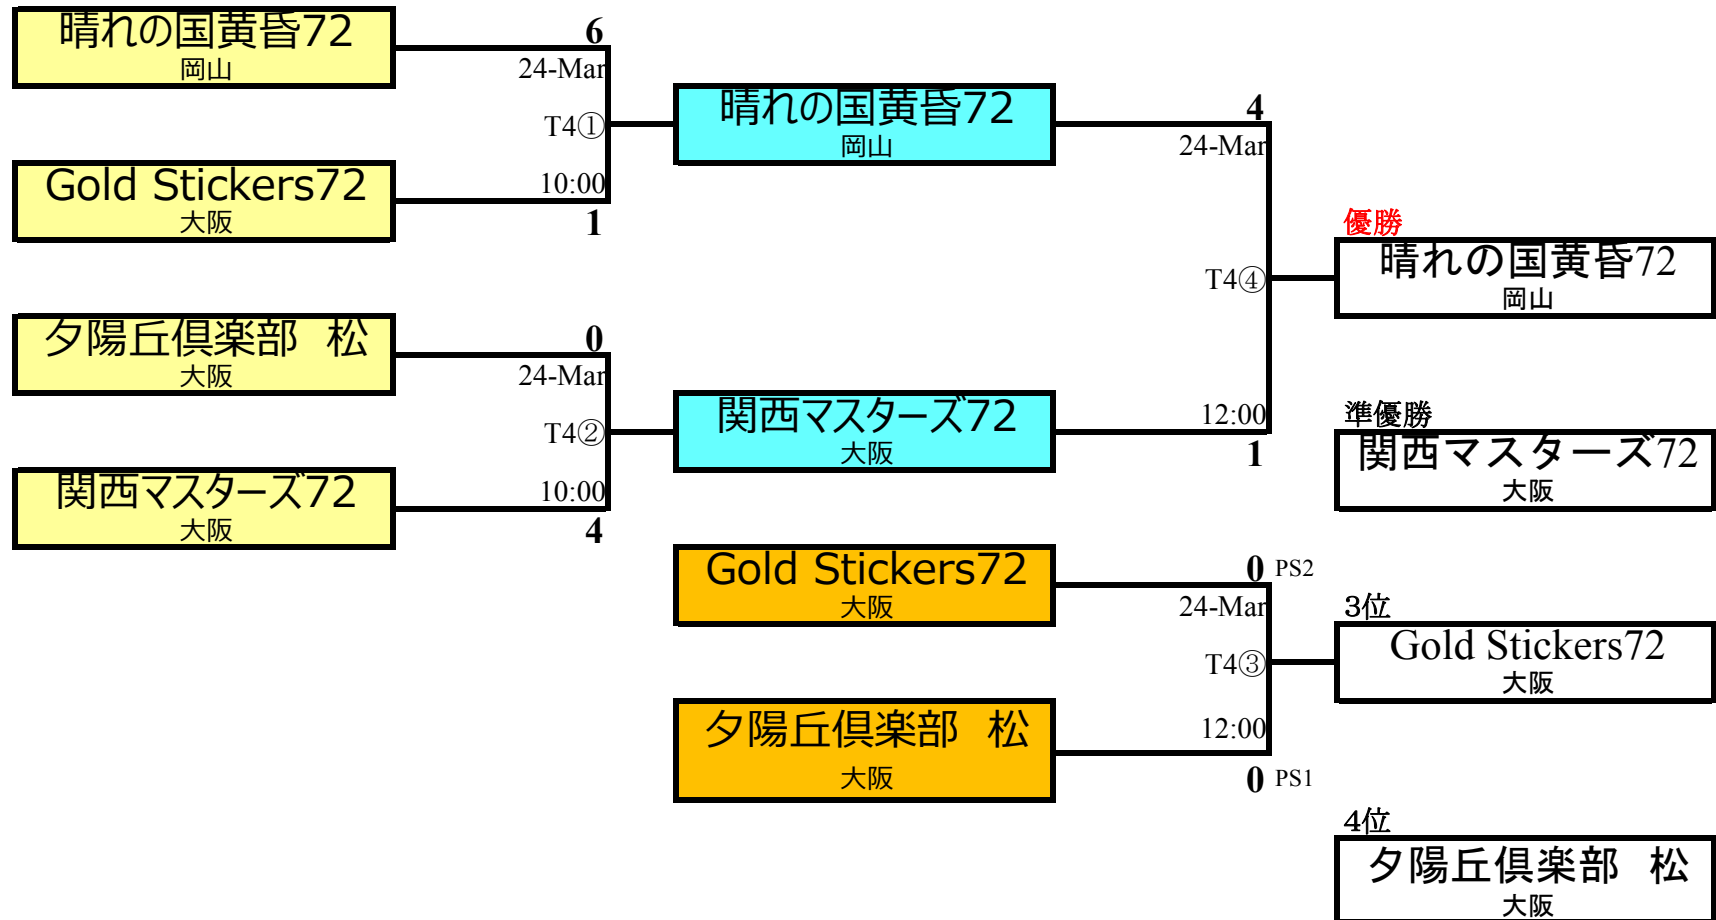 晴れの国黄昏72
岡山
6
24-Mar
T4①
10:00
Gold Stickers72
大阪
1
夕陽丘倶楽部 松
大阪
0
24-Mar
T4②
10:00
関西マスターズ72
大阪
4
晴れの国黄昏72
岡山
4
24-Mar
T4④
12:00
関西マスターズ72
大阪
1
Gold Stickers72
大阪
0 PS2
24-Mar
T4③
12:00
夕陽丘倶楽部 松
大阪
0 PS1
優勝
晴れの国黄昏72
岡山
準優勝
関西マスターズ72
大阪
3位
Gold Stickers72
大阪
4位
夕陽丘倶楽部 松
大阪